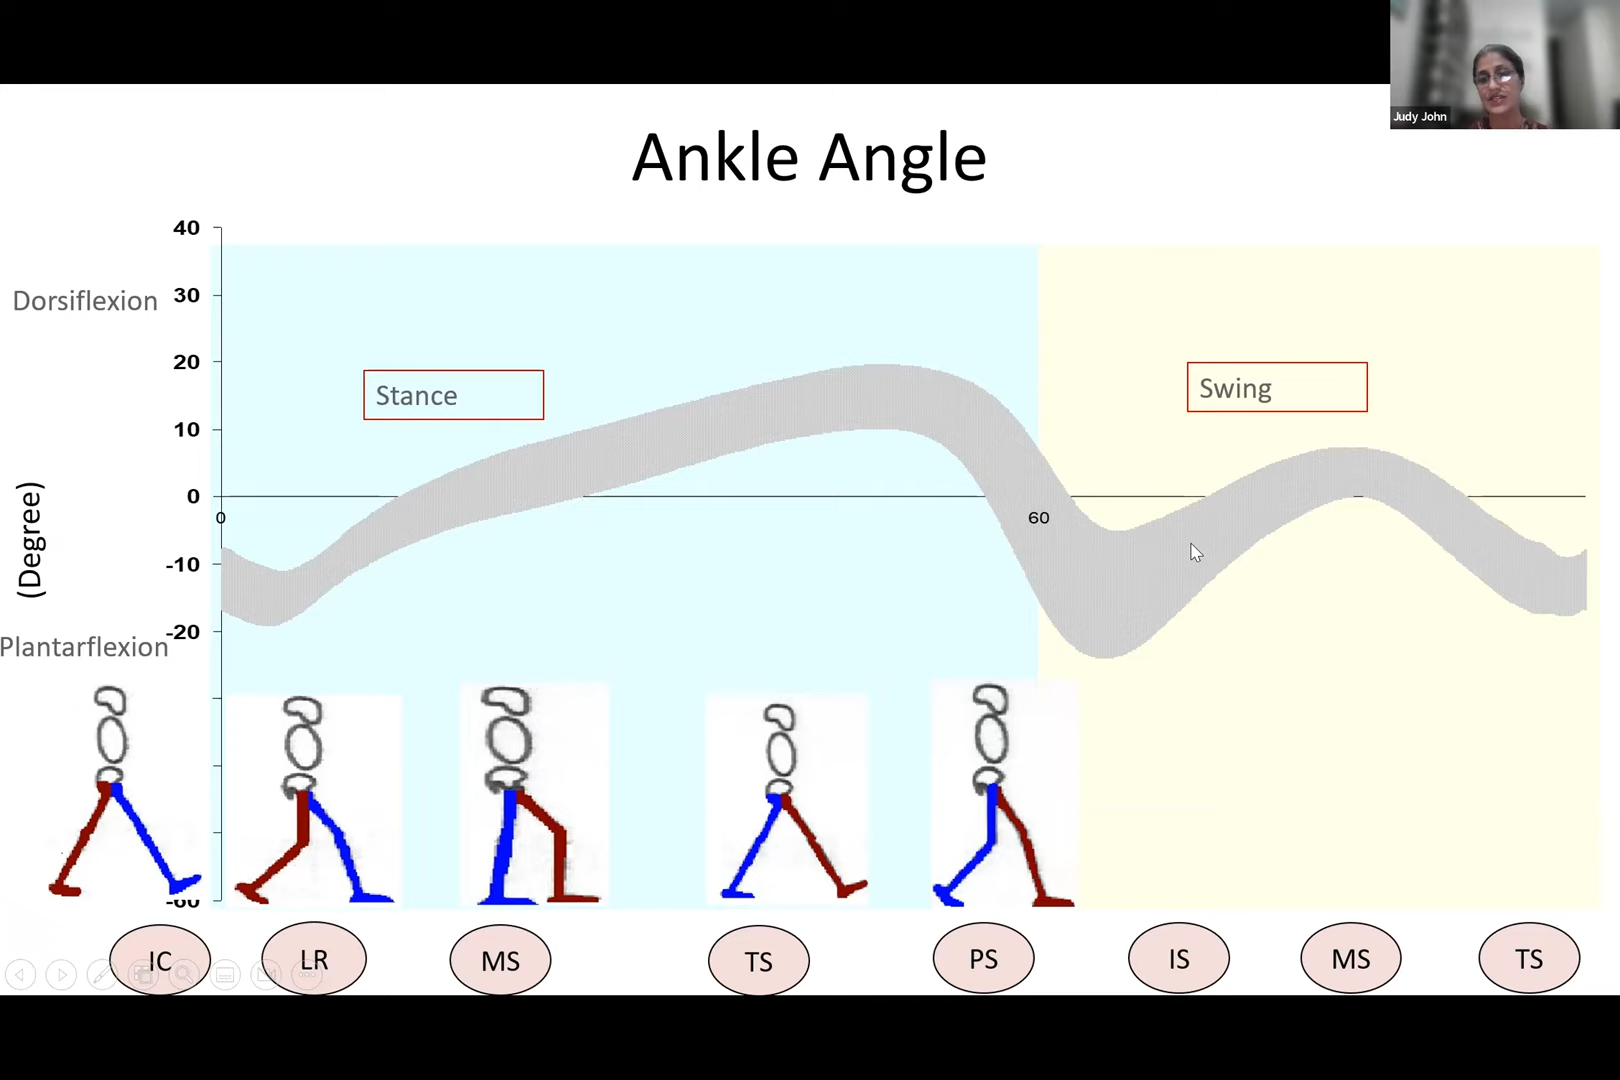 Judy John
Ankle Angle
40
Dorsiflexion 30
20
Stance
Swing
10
0
0
60
(Degree)
-10
-20
Plantarflexion
-60
IC LR MS TS PS IS MS TS